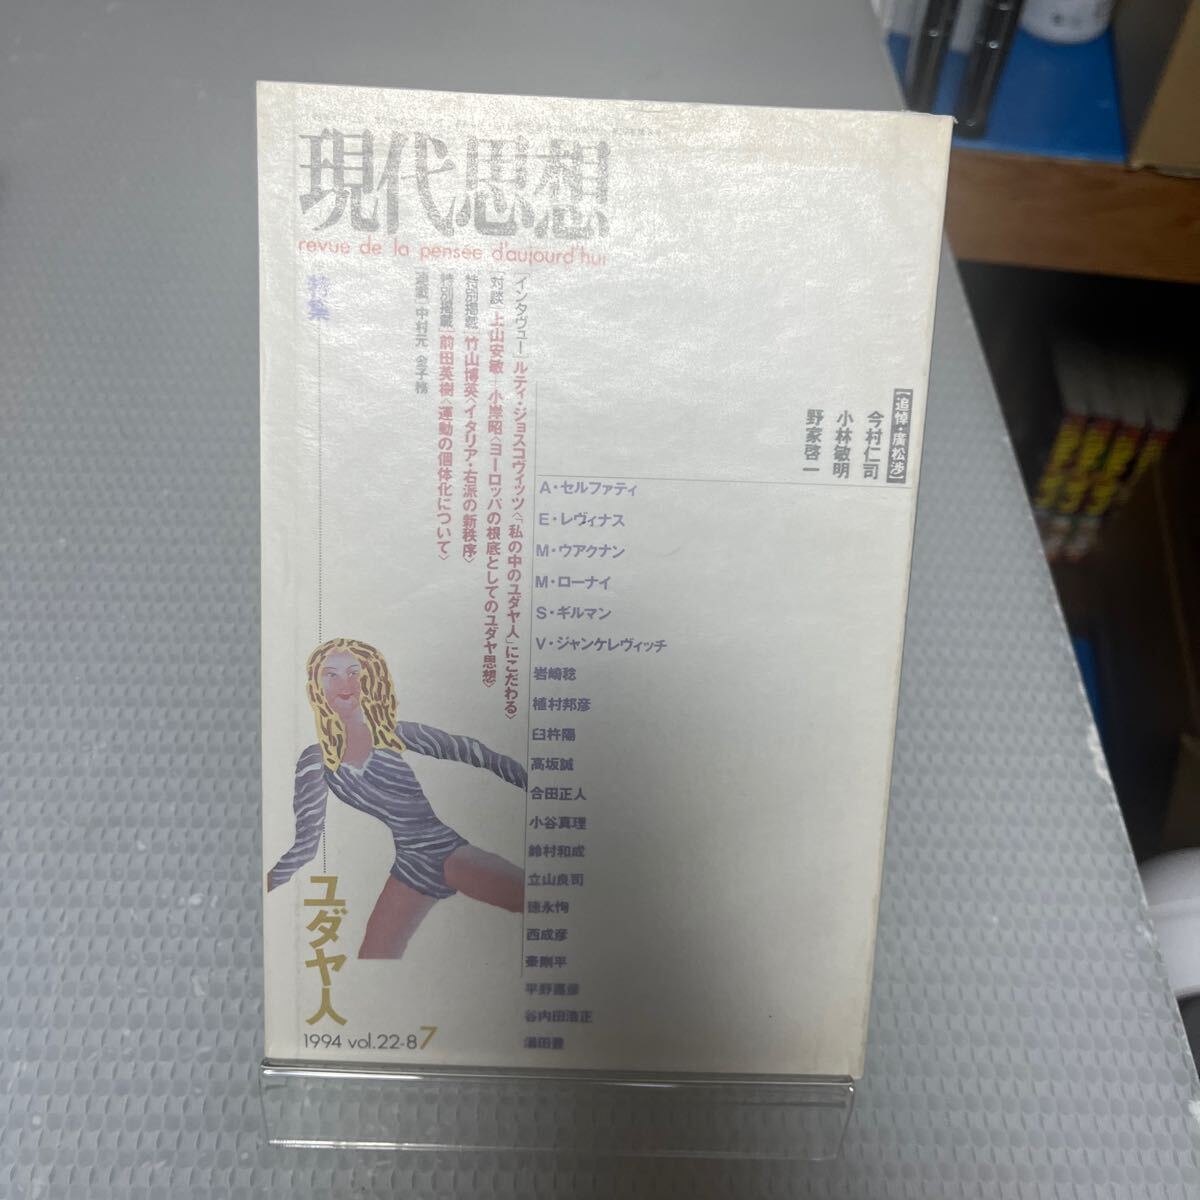 現代思想
revue de la pensée d'aujourd'hui
特集
ユダヤ人
1994 vol.22-8 7
[インタヴュー] ルティ・ジョスコヴィッツ〈「私の中のユダヤ人」にこだわる〉
[対談] 上山安敏+小岸昭〈ヨーロッパの根底としてのユダヤ思想〉
[特別掲載] 竹山博英〈イタリア・右派の新秩序〉
[特別掲載] 前田英樹〈運動の個体化について〉
[連載] 中村元 金子務
【追悼・廣松渉】
今村仁司
小林敏明
野家啓一
A・セルファティ
E・レヴィナス
M・ウアクナン
M・ローナイ
S・ギルマン
V・ジャンケレヴィッチ
岩崎稔
植村邦彦
臼杵陽
高坂誠
合田正人
小谷真理
鈴村和成
立山良司
徳永恂
西成彦
秦剛平
平野嘉彦
谷内田浩正
湯田豊